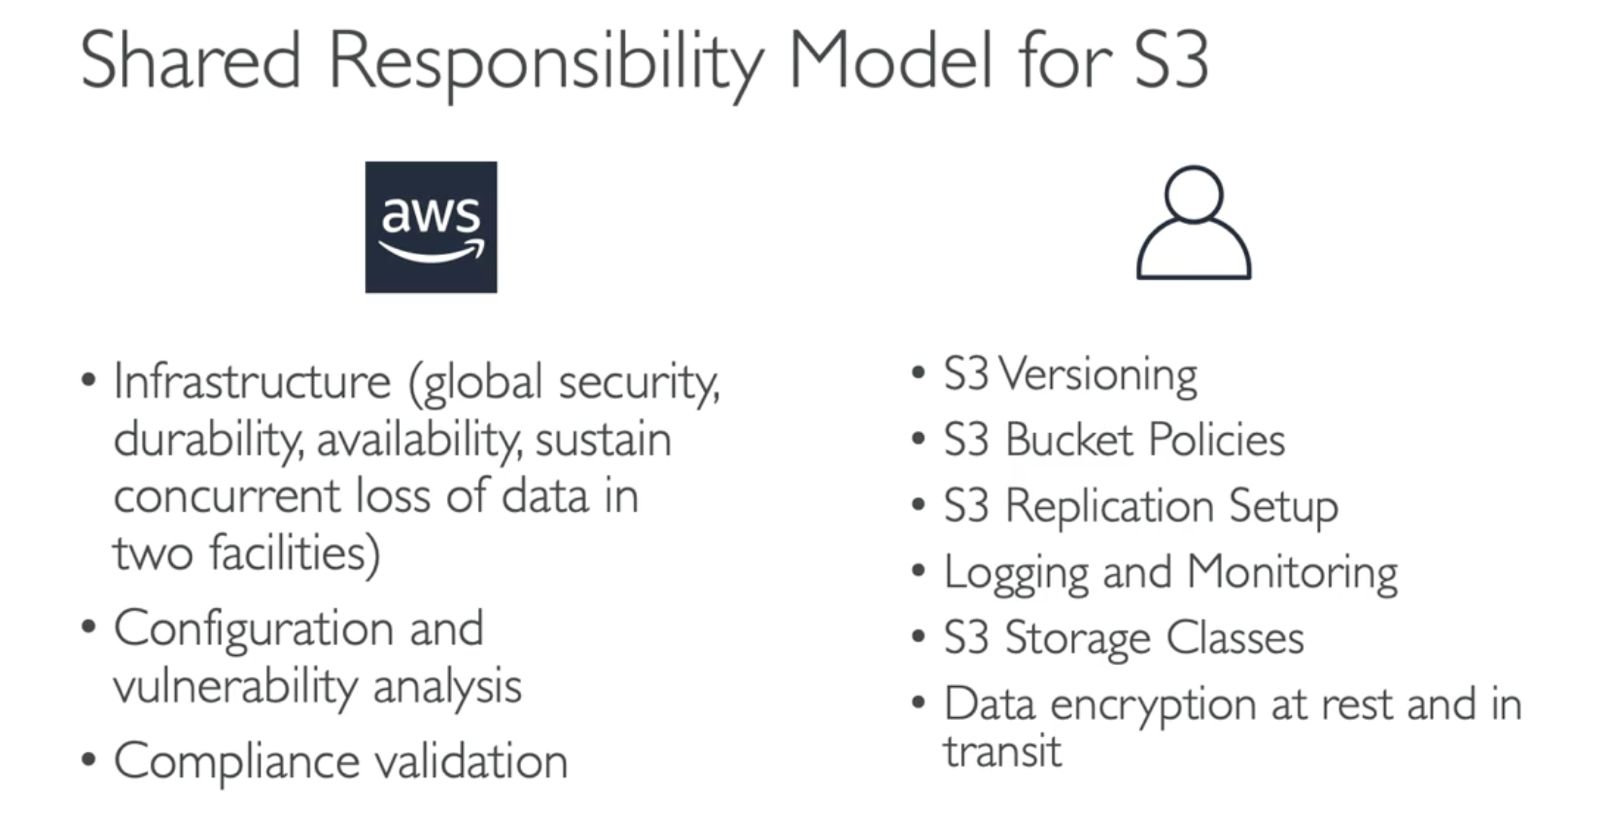 Shared Responsibility Model for S3
aws
• Infrastructure (global security,
durability, availability, sustain
concurrent loss of data in
two facilities)
• Configuration and
vulnerability analysis
• Compliance validation
• S3 Versioning
• S3 Bucket Policies
• S3 Replication Setup
• Logging and Monitoring
• S3 Storage Classes
• Data encryption at rest and in
transit